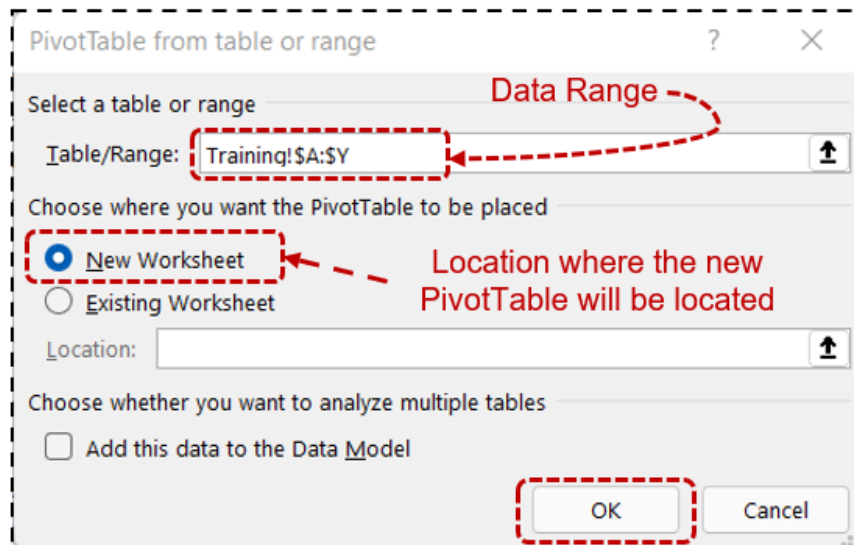 PivotTable from table or range ?
Select a table or range
Data Range
Table/Range: Training!$A:$Y
Choose where you want the PivotTable to be placed
New Worksheet
Location where the new
PivotTable will be located
Existing Worksheet
Location:
Choose whether you want to analyze multiple tables
Add this data to the Data Model
OK Cancel